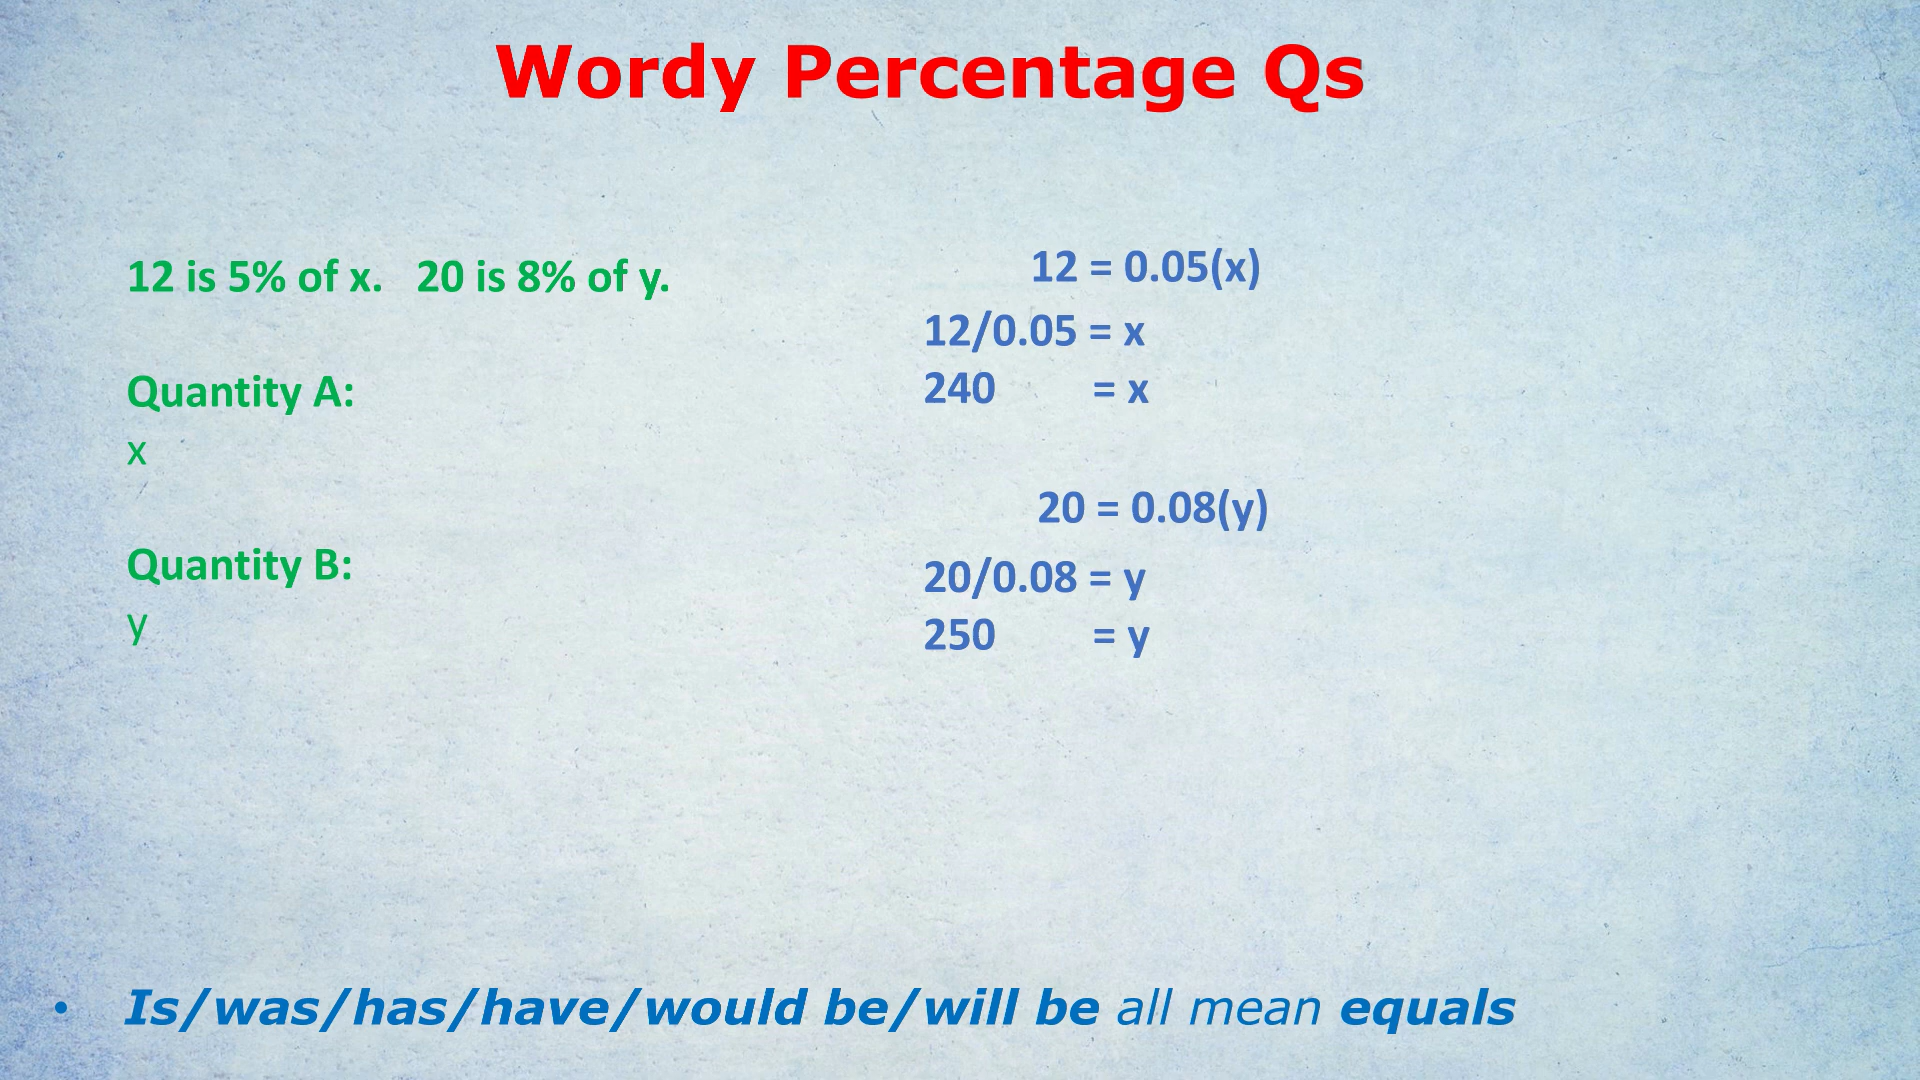 Wordy Percentage Qs
12 is 5% of x.   20 is 8% of y.
Quantity A:
x
Quantity B:
y
12 = 0.05(x)
12/0.05 = x
240 = x
20 = 0.08(y)
20/0.08 = y
250 = y
• Is/was/has/have/would be/will be all mean equals